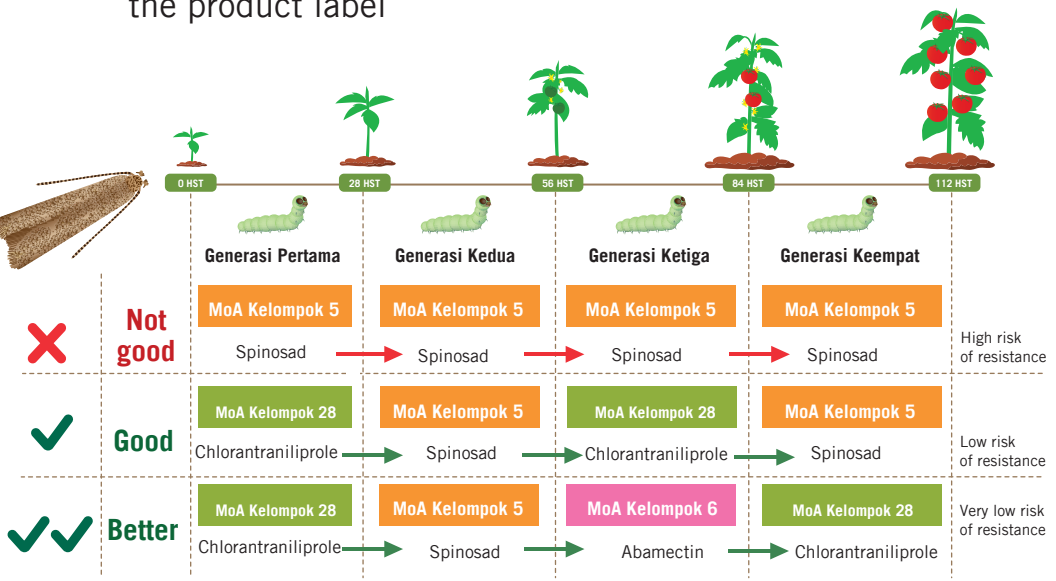 the product label
0 HST
28 HST
56 HST
84 HST
112 HST
Generasi Pertama
Generasi Kedua
Generasi Ketiga
Generasi Keempat
Not
good
MoA Kelompok 5
MoA Kelompok 5
MoA Kelompok 5
MoA Kelompok 5
Spinosad
Spinosad
Spinosad
Spinosad
High risk
of resistance
Good
MoA Kelompok 28
MoA Kelompok 5
MoA Kelompok 28
MoA Kelompok 5
Chlorantraniliprole
Spinosad
Chlorantraniliprole
Spinosad
Low risk
of resistance
Better
MoA Kelompok 28
MoA Kelompok 5
MoA Kelompok 6
MoA Kelompok 28
Chlorantraniliprole
Spinosad
Abamectin
Chlorantraniliprole
Very low risk
of resistance